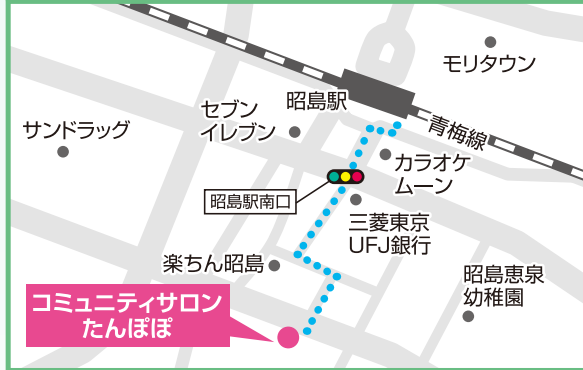 モリタウン
昭島駅
セブン
イレブン
サンドラッグ
青梅線
カラオケ
ムーン
昭島駅南口
三菱東京
UFJ銀行
楽ちん昭島
昭島恵泉
幼稚園
コミュニティサロン
たんぽぽ